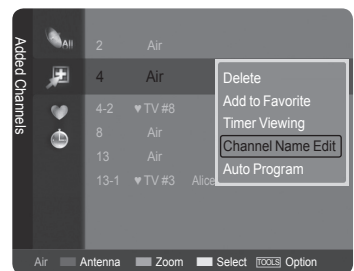 Added Channels
All
2 Air
4 Air
4-2 ♥ TV #8
8 Air
13 Air
13-1 ♥ TV #3 Alice
Delete
Add to Favorite
Timer Viewing
Channel Name Edit
Auto Program
Air Antenna Zoom Select TOOLS Option